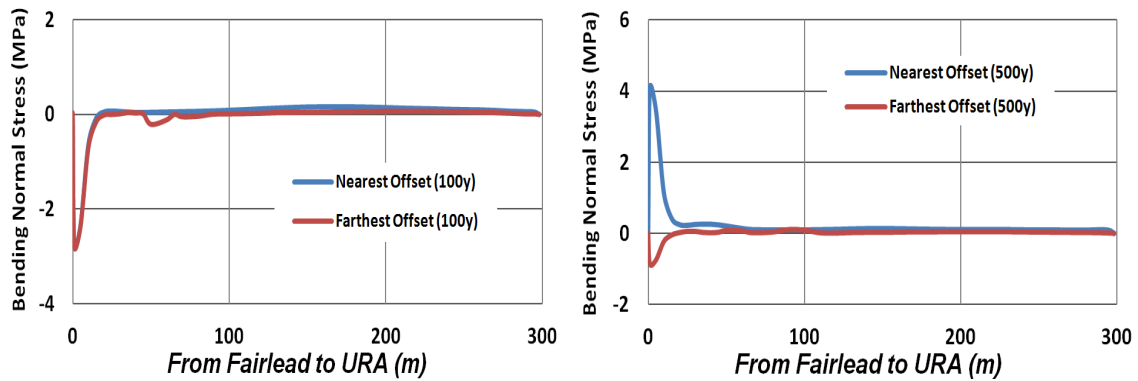 Bending Normal Stress (MPa)
2
0
-2
-4
Nearest Offset (100y)
Farthest Offset (100y)
0
100
200
300
From Fairlead to URA (m)
Bending Normal Stress (MPa)
6
4
2
0
-2
Nearest Offset (500y)
Farthest Offset (500y)
0
100
200
300
From Fairlead to URA (m)